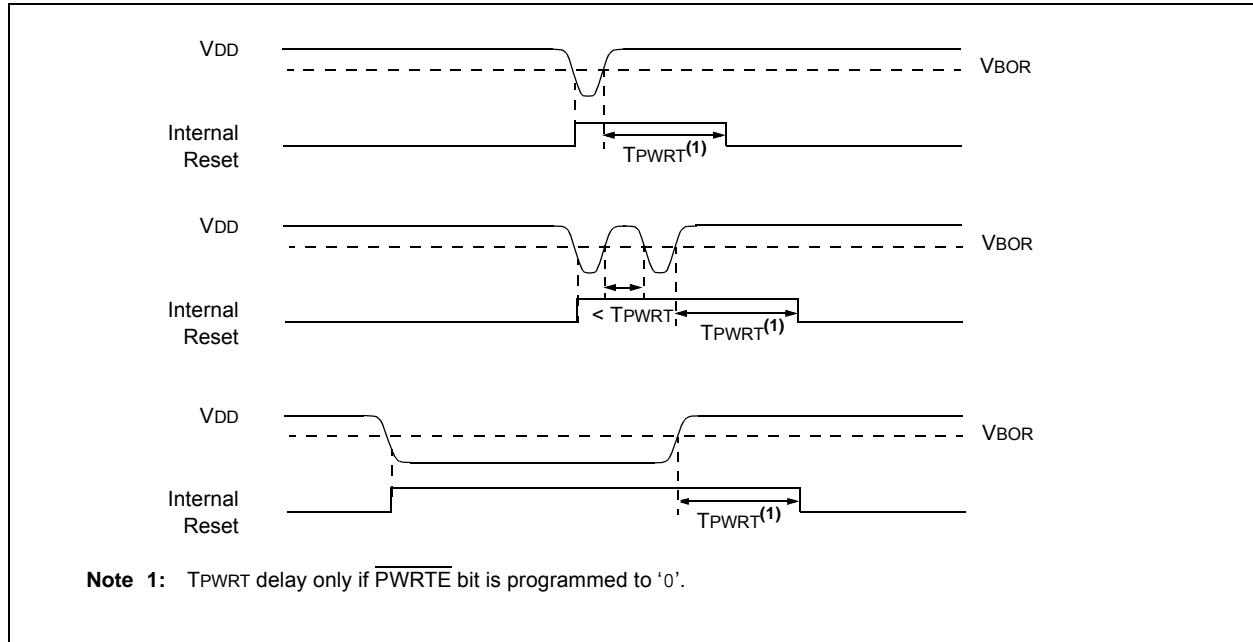 VDD
VBOR
Internal
Reset
TPWRT(1)
VDD
VBOR
Internal
Reset
< TPWRT
TPWRT(1)
VDD
VBOR
Internal
Reset
TPWRT(1)
Note 1: TPWRT delay only if PWRTE bit is programmed to ‘0’.